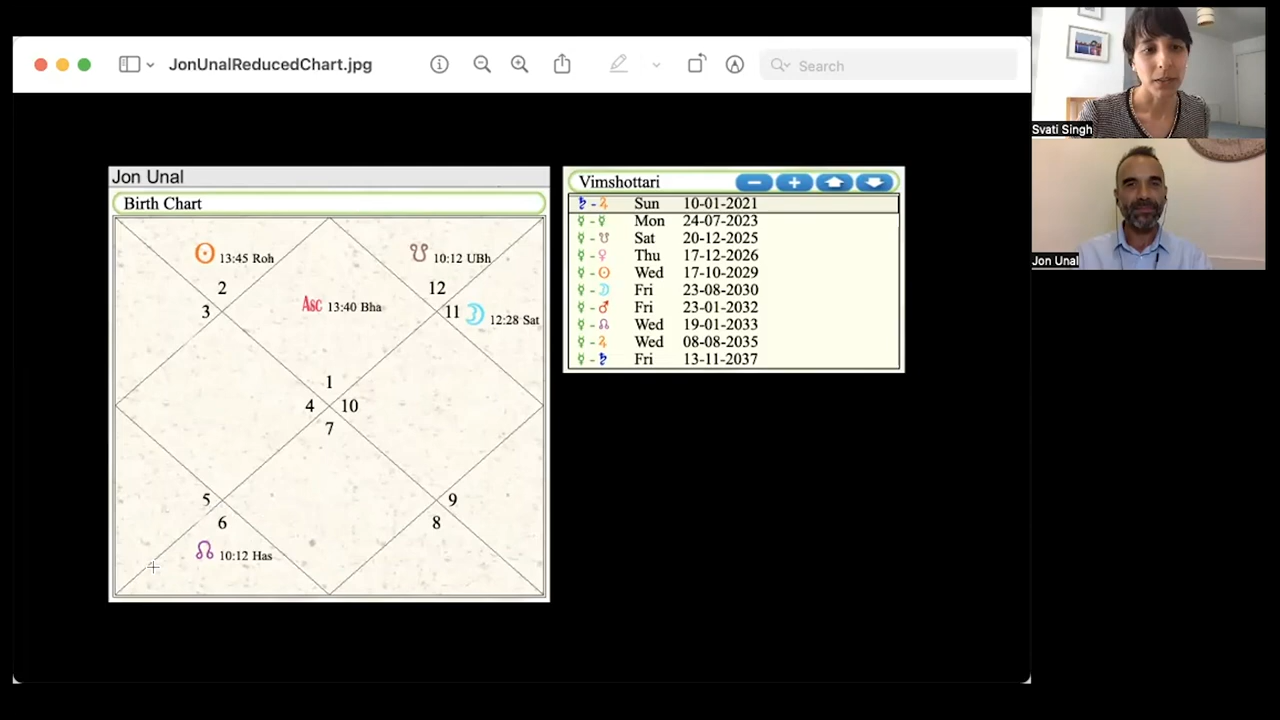 JonUnalReducedChart.jpg
Search
Svati Singh
Jon Unal
Jon Unal
Birth Chart
13:45 Roh
10:12 UBh
2
12
Asc 13:40 Bha
3
11
12:28 Sat
1
4
10
7
5
9
6
8
10:12 Has
Vimshottari
♄ - ♃ Sun 10-01-2021
☿ - ☿ Mon 24-07-2023
☿ - ☋ Sat 20-12-2025
☿ - ♀ Thu 17-12-2026
☿ - ☉ Wed 17-10-2029
☿ - ☽ Fri 23-08-2030
☿ - ♂ Fri 23-01-2032
☿ - ☊ Wed 19-01-2033
☿ - ♃ Wed 08-08-2035
☿ - ♄ Fri 13-11-2037